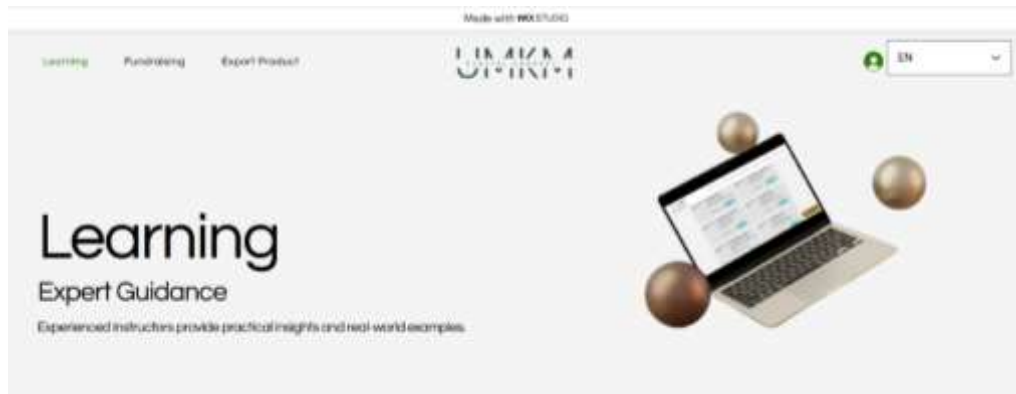 Made with WIX STUDIO
Learning
Fundraising
Export Product
UMKM
EN
Learning
Expert Guidance
Experienced instructors provide practical insights and real-world examples.